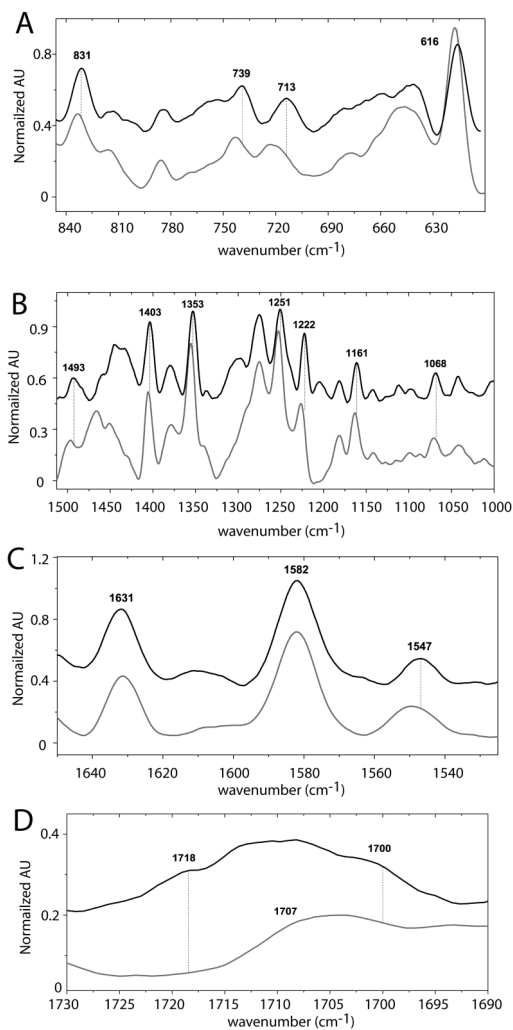 A
831
739
713
616
0.8
0.4
0
Normailzed AU
840 810 780 750 720 690 660 630
wavenumber (cm-1)
B
1493
1403
1353
1251
1222
1161
1068
0.9
0.6
0.3
0
Normailzed AU
1500 1450 1400 1350 1300 1250 1200 1150 1100 1050 1000
wavenumber (cm-1)
C
1631
1582
1547
1.2
0.8
0.4
0
Normailzed AU
1640 1620 1600 1580 1560 1540
wavenumber (cm-1)
D
1718
1700
1707
0.4
0.2
0
Normailzed AU
1730 1725 1720 1715 1711 1705 1700 1695 1690
wavenumber (cm-1)